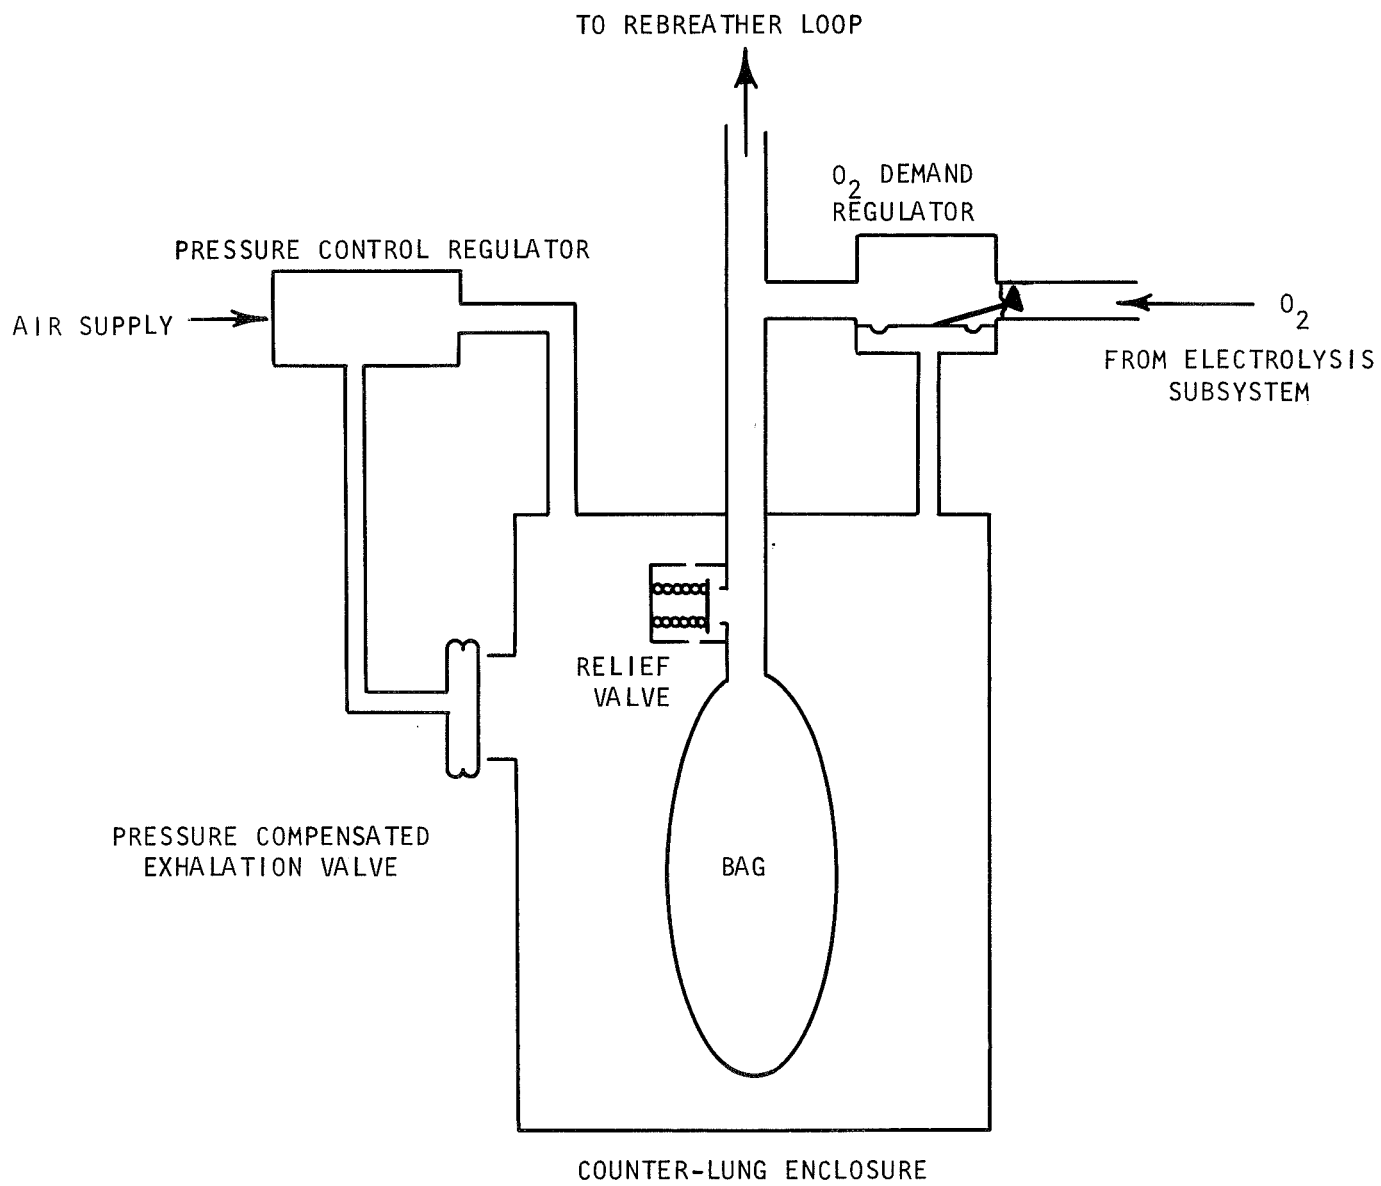 TO REBREATHER LOOP
O2 DEMAND
REGULATOR
PRESSURE CONTROL REGULATOR
AIR SUPPLY
O2
FROM ELECTROLYSIS
SUBSYSTEM
RELIEF
VALVE
PRESSURE COMPENSATED
EXHALATION VALVE
BAG
COUNTER-LUNG ENCLOSURE